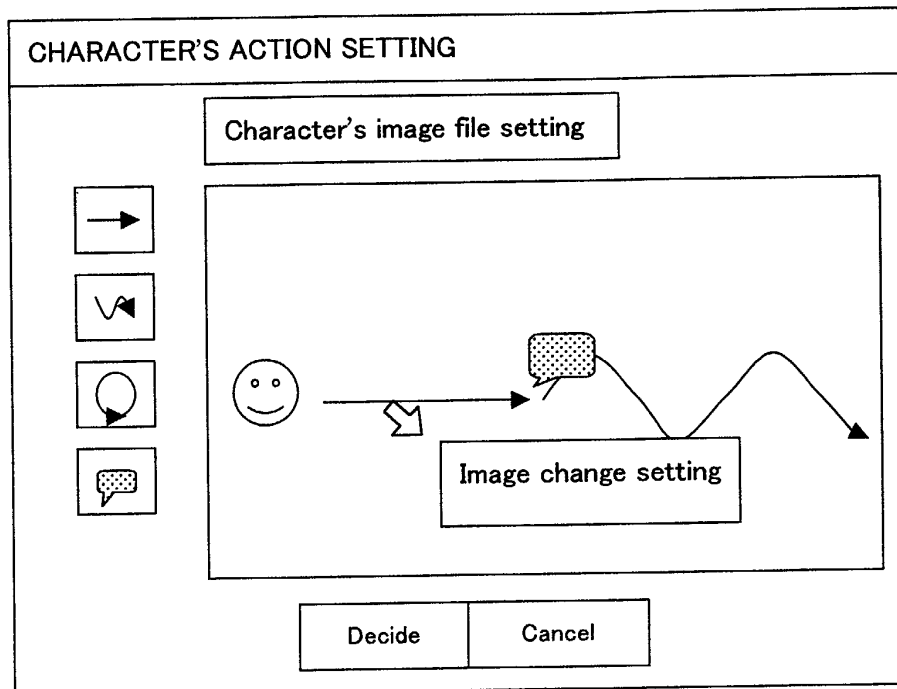 CHARACTER'S ACTION SETTING
Character's image file setting
Image change setting
Decide
Cancel